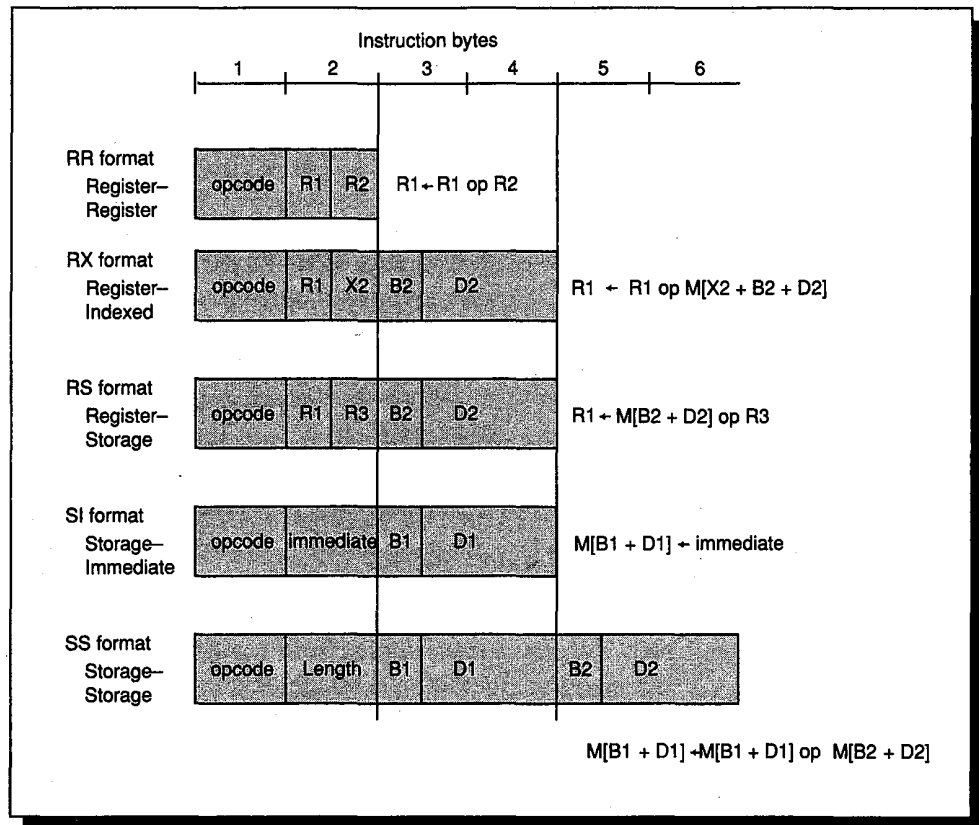 Instruction bytes
1 2 3 4 5 6
RR format
Register–
Register
opcode R1 R2
R1←R1 op R2
RX format
Register–
Indexed
opcode R1 X2 B2 D2
R1 ← R1 op M[X2 + B2 + D2]
RS format
Register–
Storage
opcode R1 R3 B2 D2
R1← M[B2 + D2] op R3
SI format
Storage–
Immediate
opcode immediate B1 D1
M[B1 + D1] ← immediate
SS format
Storage–
Storage
opcode Length B1 D1 B2 D2
M[B1 + D1] ←M[B1 + D1] op M[B2 + D2]